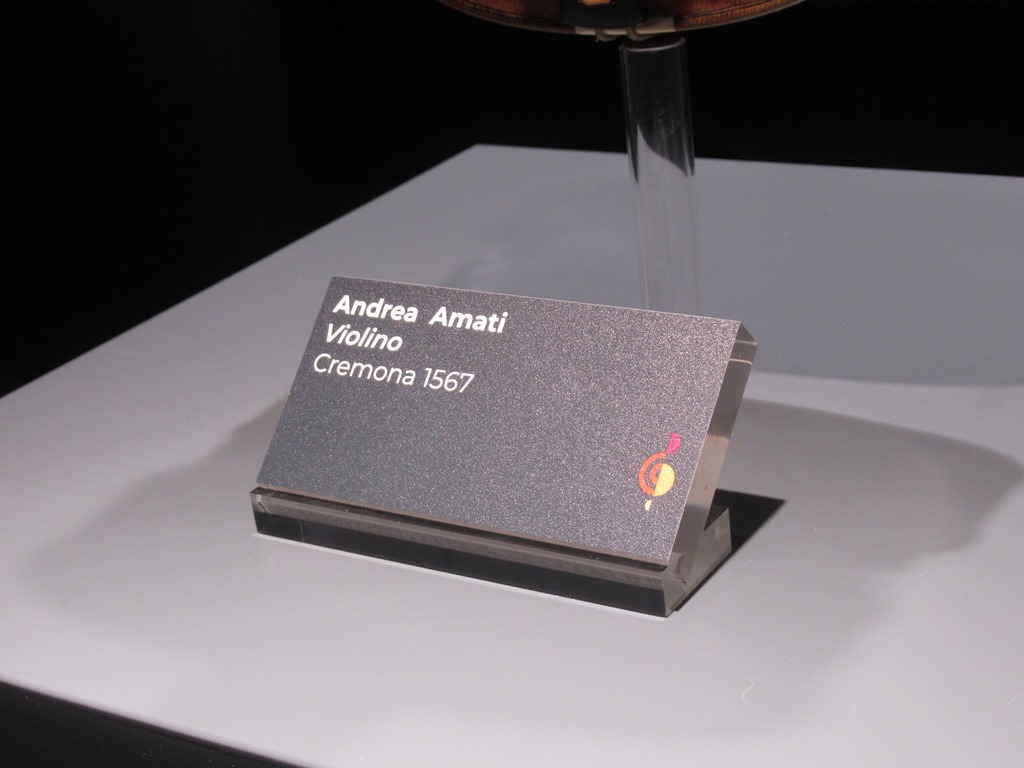 Andrea Amati
Violino
Cremona 1567